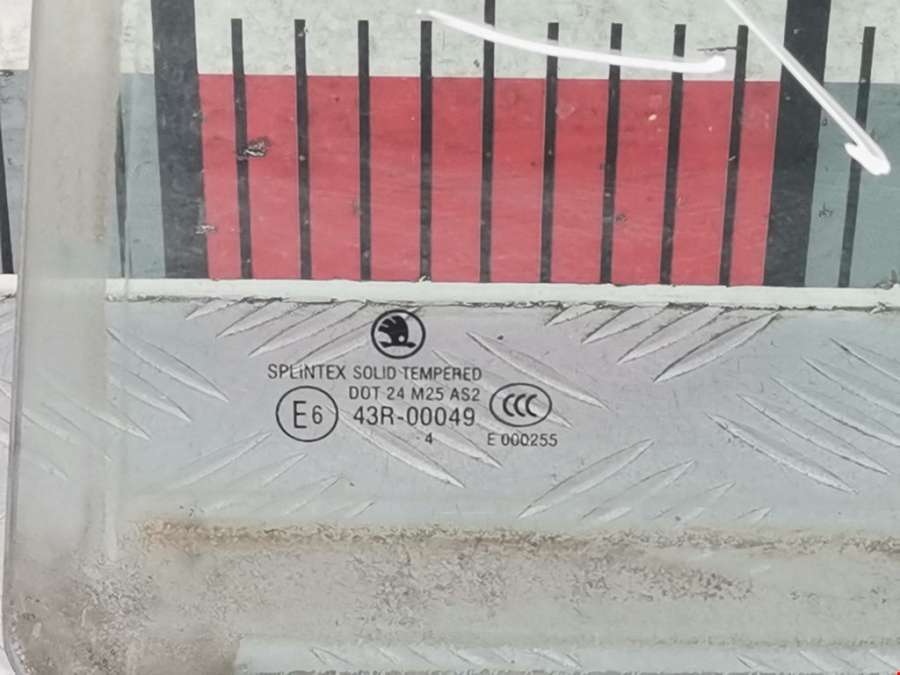 SPLINTEX SOLID TEMPERED
DOT 24 M25 AS2
E6 43R-00049 CCC
4 E 000255